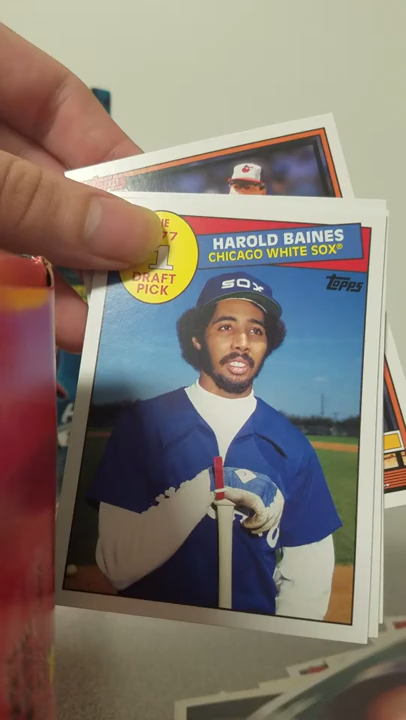 HAROLD BAINES
CHICAGO WHITE SOX®
Topps
DRAFT
PICK
SOX